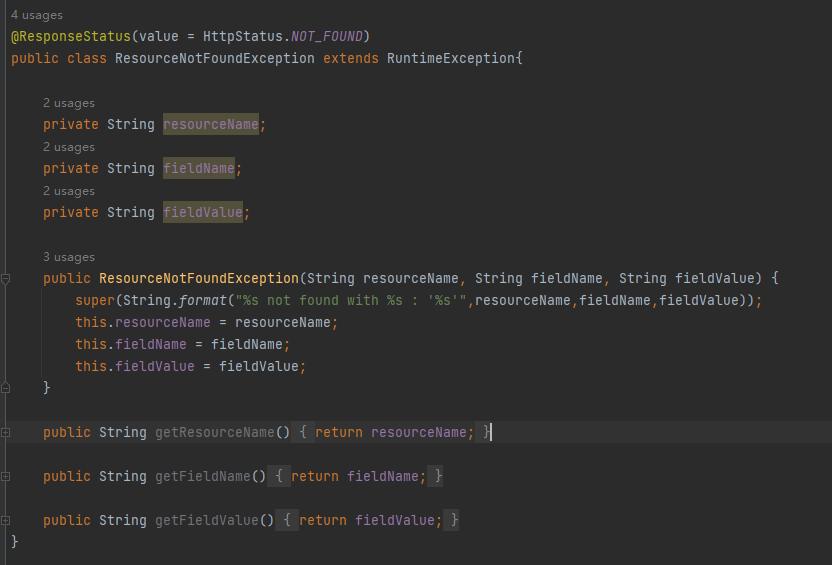 4 usages
@ResponseStatus(value = HttpStatus.NOT_FOUND)
public class ResourceNotFoundException extends RuntimeException{
2 usages
private String resourceName;
2 usages
private String fieldName;
2 usages
private String fieldValue;
3 usages
public ResourceNotFoundException(String resourceName, String fieldName, String fieldValue) {
super(String.format("%s not found with %s : '%s'",resourceName,fieldName,fieldValue));
this.resourceName = resourceName;
this.fieldName = fieldName;
this.fieldValue = fieldValue;
}
public String getResourceName() { return resourceName; }
public String getFieldName() { return fieldName; }
public String getFieldValue() { return fieldValue; }
}